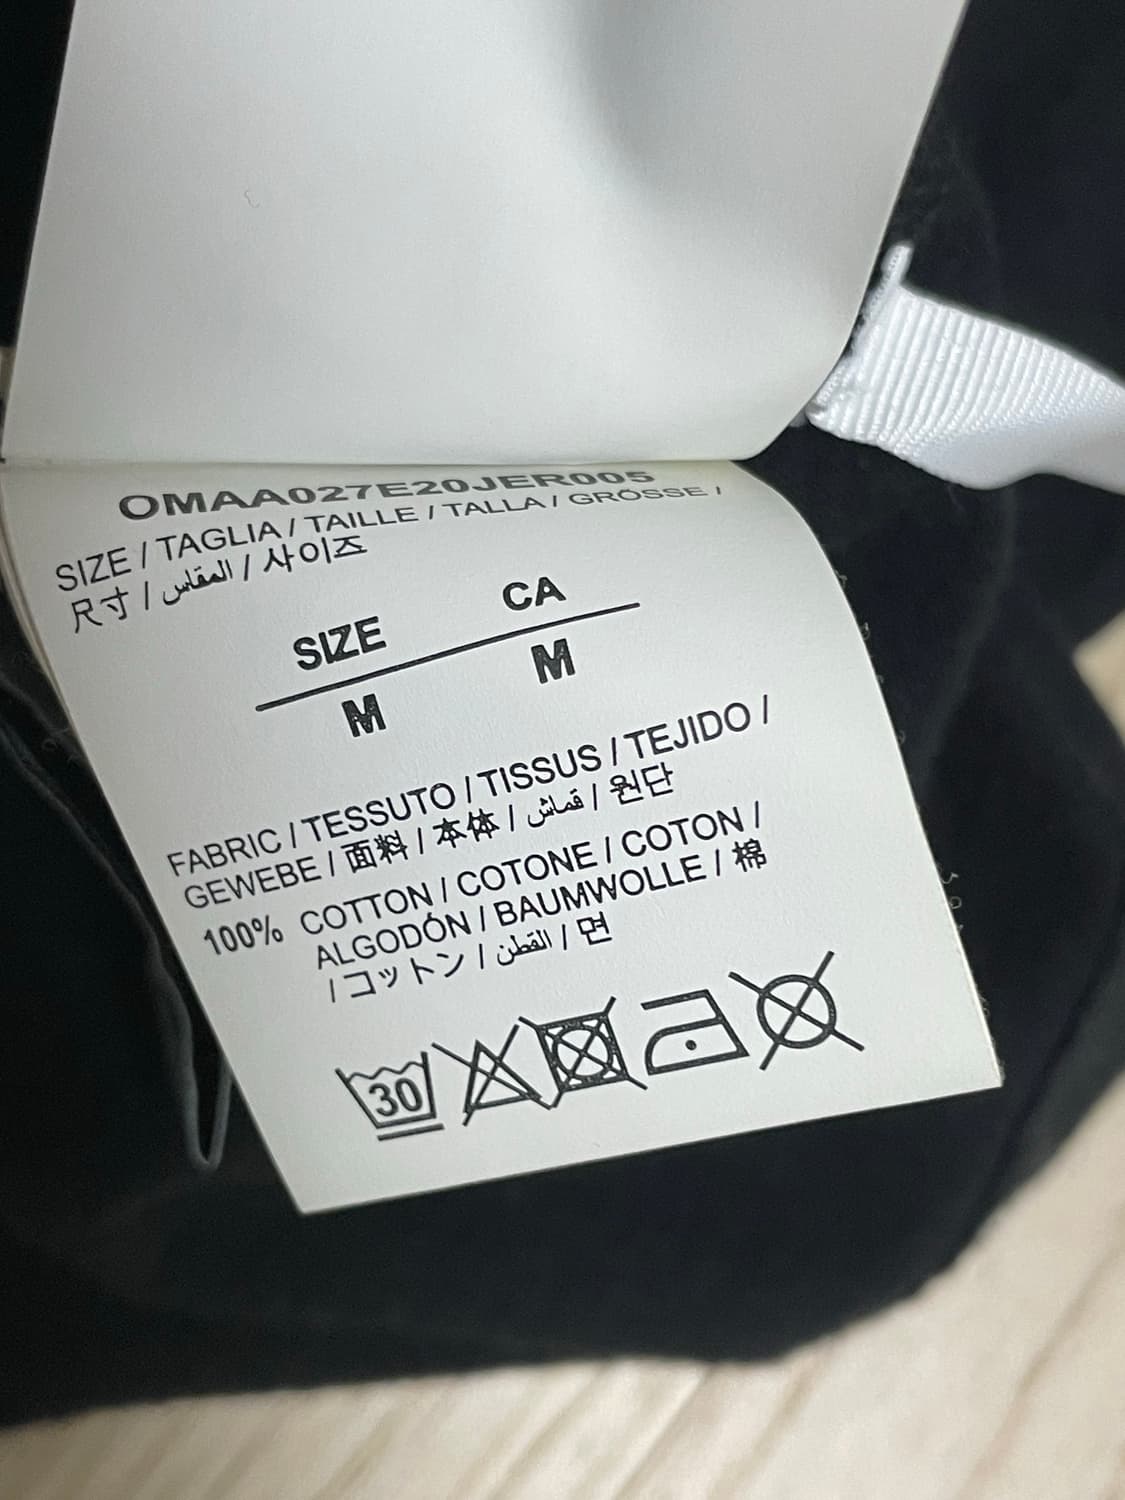 OMAA027E20JER005
SIZE / TAGLIA / TAILLE / TALLA / GRÖSSE /
尺寸 / المقاس / 사이즈
SIZE CA
M M
FABRIC / TESSUTO / TISSUS / TEJIDO /
GEWEBE / 面料 / 本体 / قماش / 원단
100% COTTON / COTONE / COTON /
ALGODÓN / BAUMWOLLE / 棉
/ コットン / القطن / 면
30